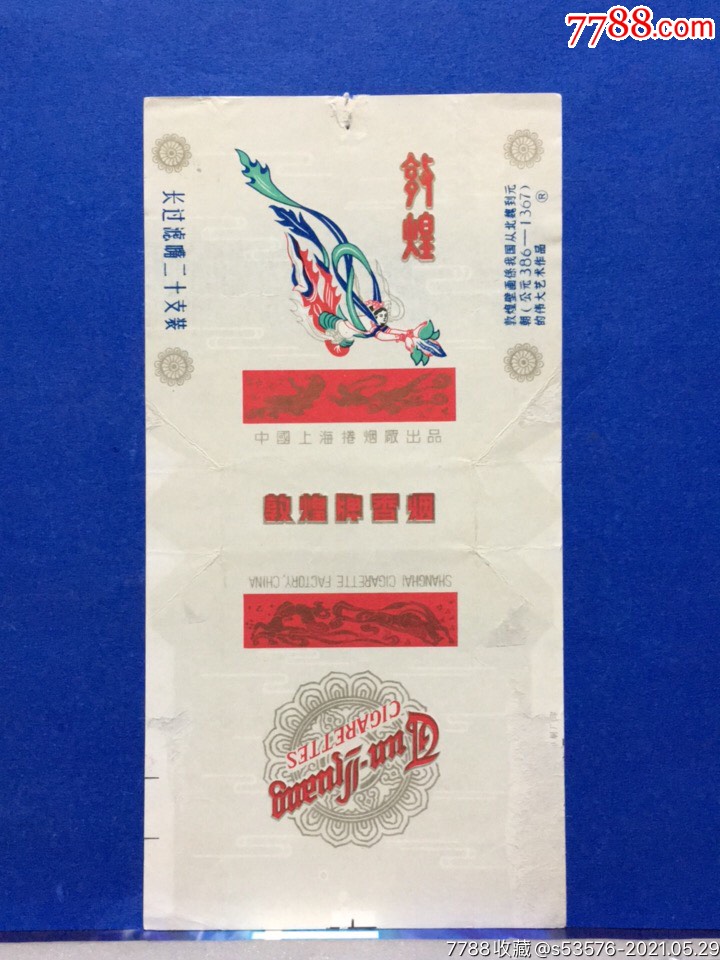 7788.com
敦煌
长过滤嘴二十支装
敦煌壁画係我国从北魏到元
朝(公元386—1367)
的伟大艺术作品
®
中國上海捲烟廠出品
敦煌牌香烟
SHANGHAI CIGARETTE FACTORY, CHINA
Tun-Huang
CIGARETTES
7788收藏@s53576-2021.05.29